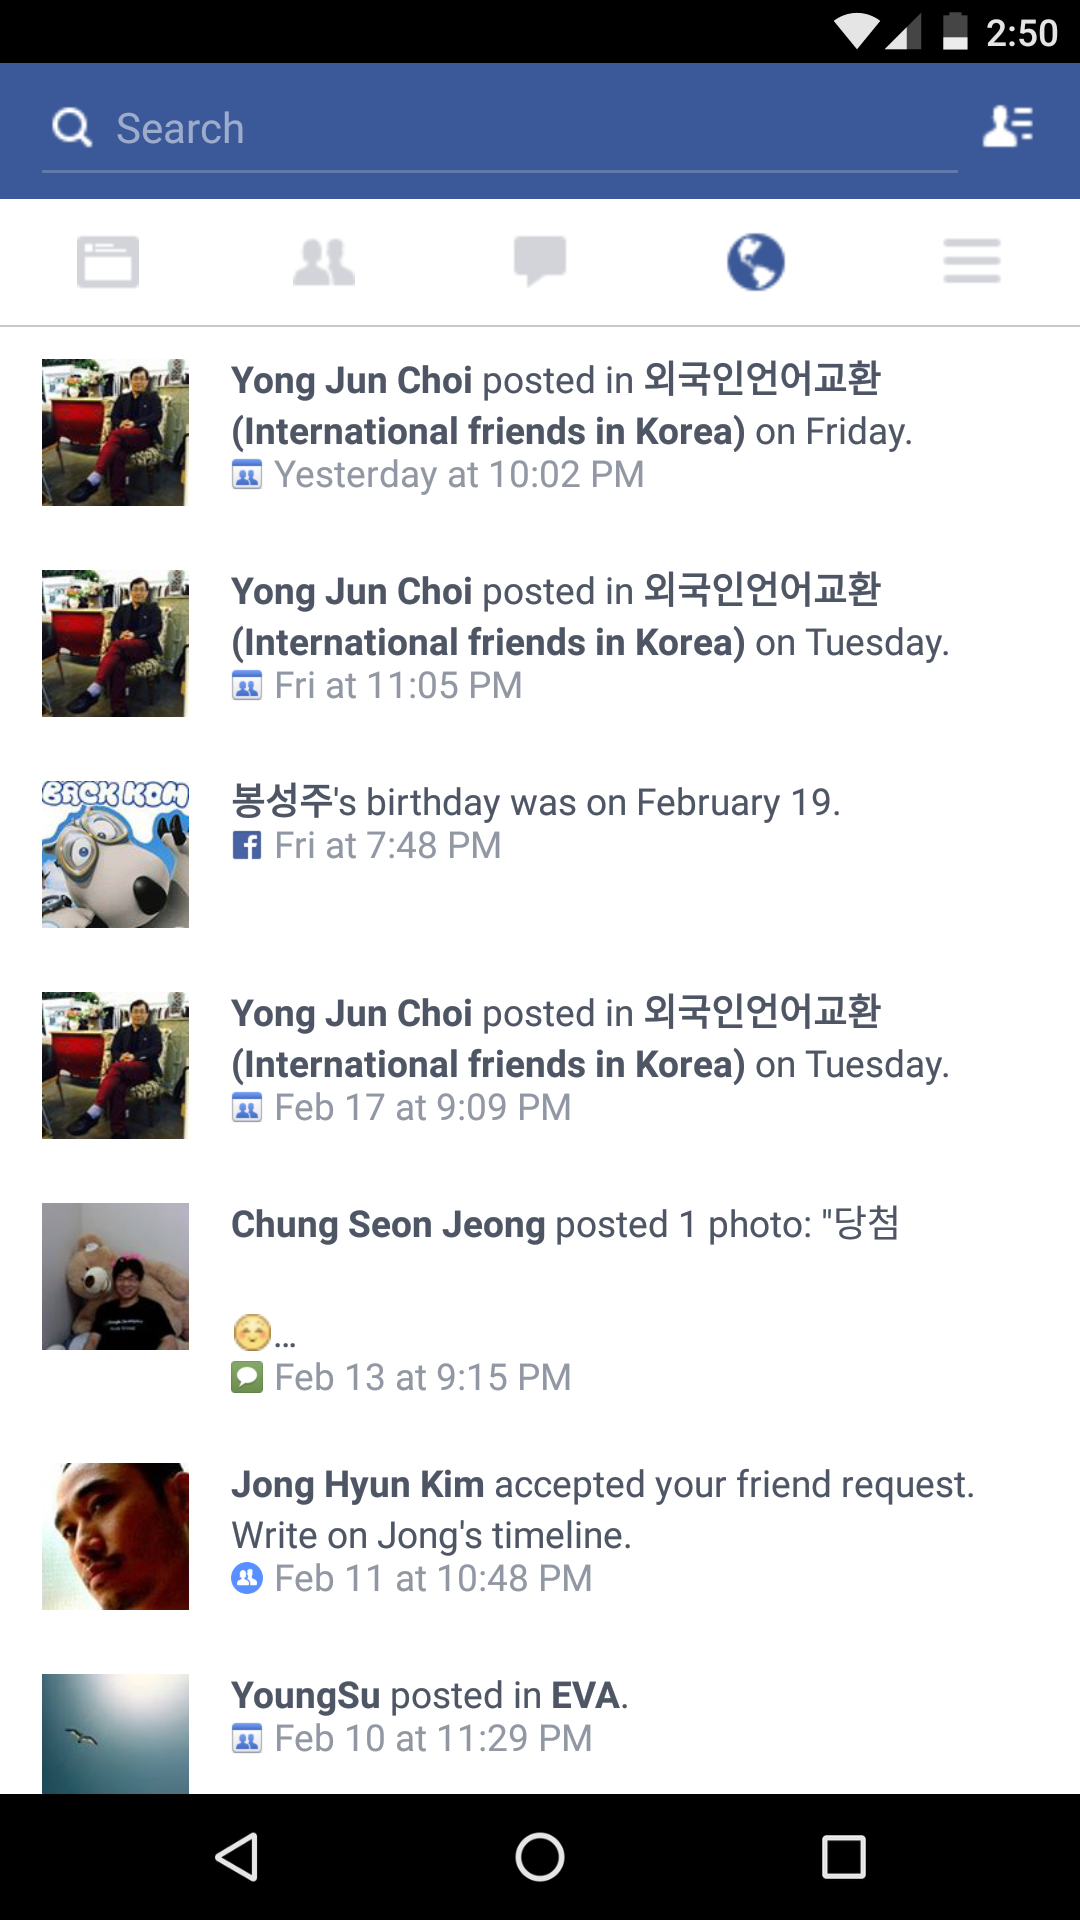 2:50
Search
Yong Jun Choi posted in 외국인언어교환
(International friends in Korea) on Friday.
Yesterday at 10:02 PM
Yong Jun Choi posted in 외국인언어교환
(International friends in Korea) on Tuesday.
Fri at 11:05 PM
BACK KOM
봉성주's birthday was on February 19.
Fri at 7:48 PM
Yong Jun Choi posted in 외국인언어교환
(International friends in Korea) on Tuesday.
Feb 17 at 9:09 PM
Chung Seon Jeong posted 1 photo: "당첨
☺️...
Feb 13 at 9:15 PM
Jong Hyun Kim accepted your friend request.
Write on Jong's timeline.
Feb 11 at 10:48 PM
YoungSu posted in EVA.
Feb 10 at 11:29 PM